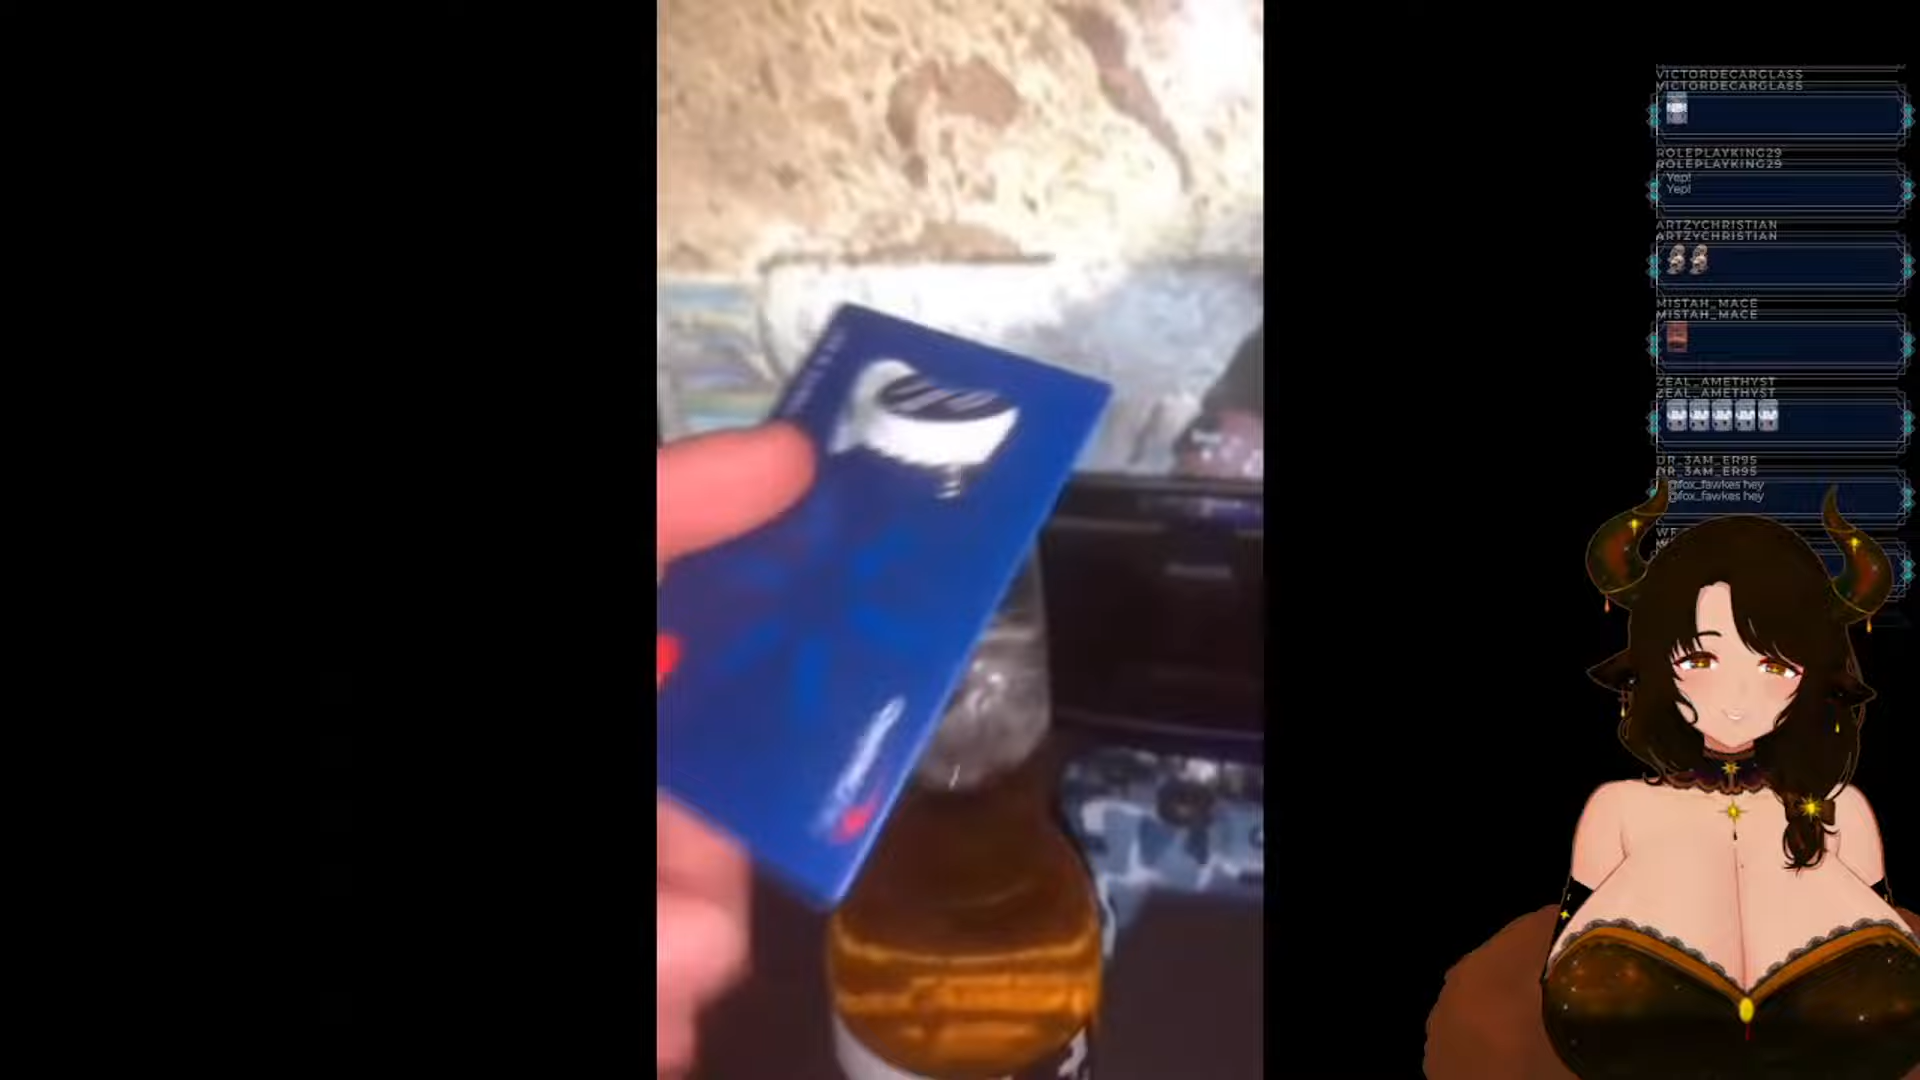 VICTORDECARGLASS
VICTORDECARGLASS
ROLEPLAYKING29
ROLEPLAYKING29
Yep!
Yep!
ARTZYCHRISTIAN
ARTZYCHRISTIAN
MISTAH_MACE
MISTAH_MACE
ZEAL_AMETHYST
ZEAL_AMETHYST
DR_3AM_ER95
DR_3AM_ER95
@fox_fawkes hey
@fox_fawkes hey